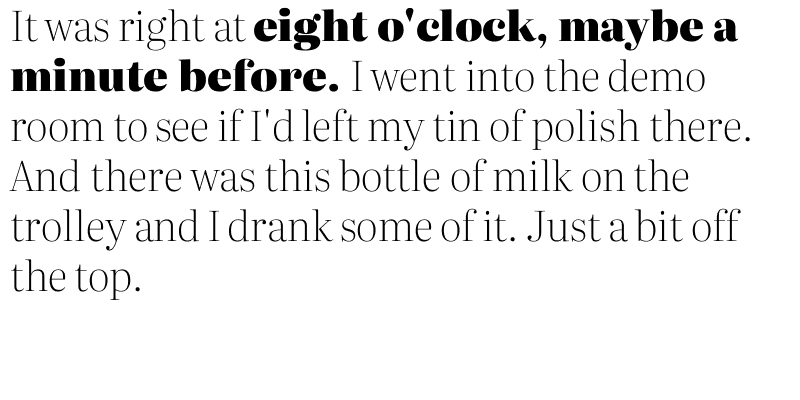 It was right at eight o'clock, maybe a
minute before. I went into the demo
room to see if I'd left my tin of polish there.
And there was this bottle of milk on the
trolley and I drank some of it. Just a bit off
the top.